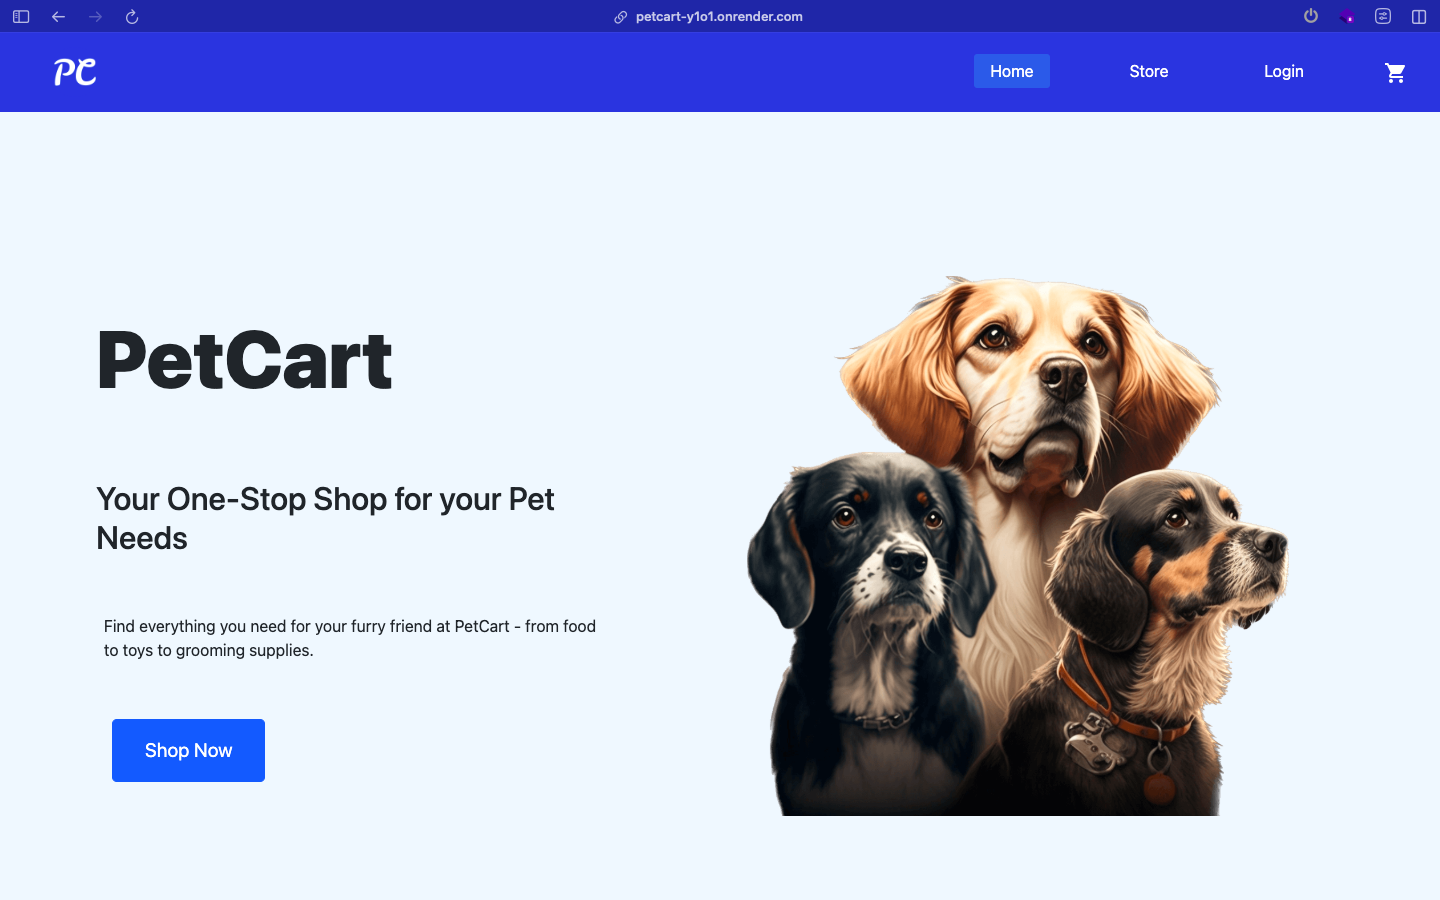 petcart-y1o1.onrender.com
PC
Home
Store
Login
PetCart
Your One-Stop Shop for your Pet
Needs
Find everything you need for your furry friend at PetCart - from food
to toys to grooming supplies.
Shop Now